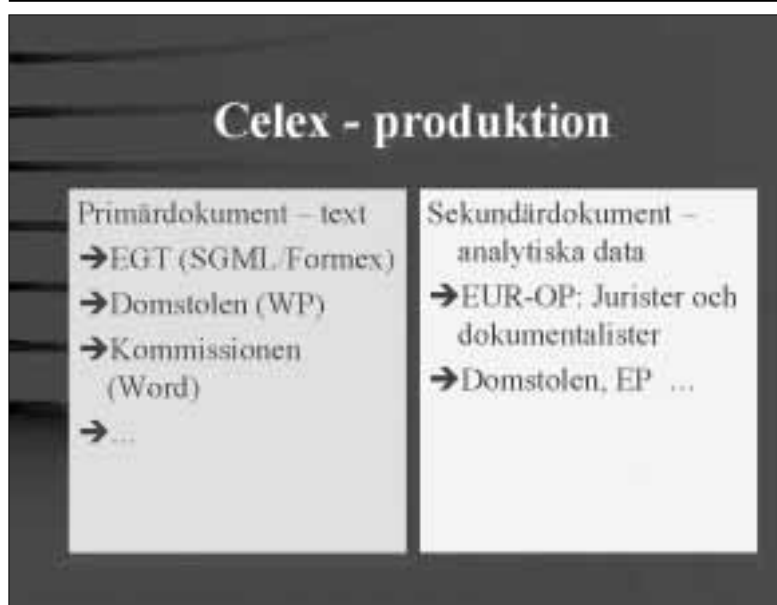 Celex - produktion
Primärdokument – text
➔EGT (SGML/Formex)
➔Domstolen (WP)
➔Kommissionen
(Word)
➔...
Sekundärdokument –
analytiska data
➔EUR-OP: Jurister och
dokumentalister
➔Domstolen, EP ...